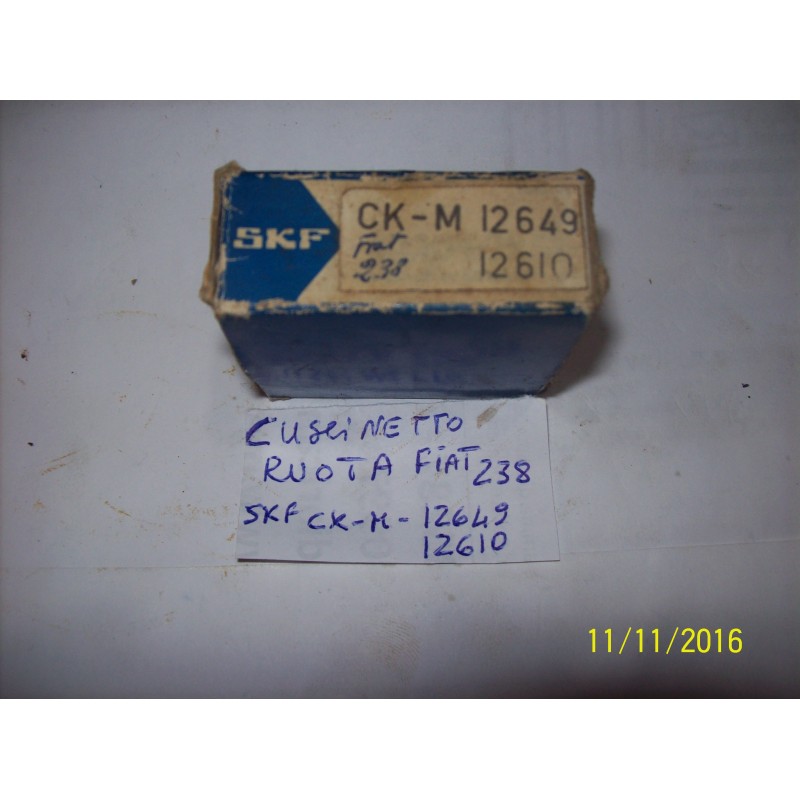 SKF
CK-M 12649
Fiat
238
12610
CUSCiNETTO
RUOTA FiAT 238
SKF CK-M-12649
12610
11/11/2016